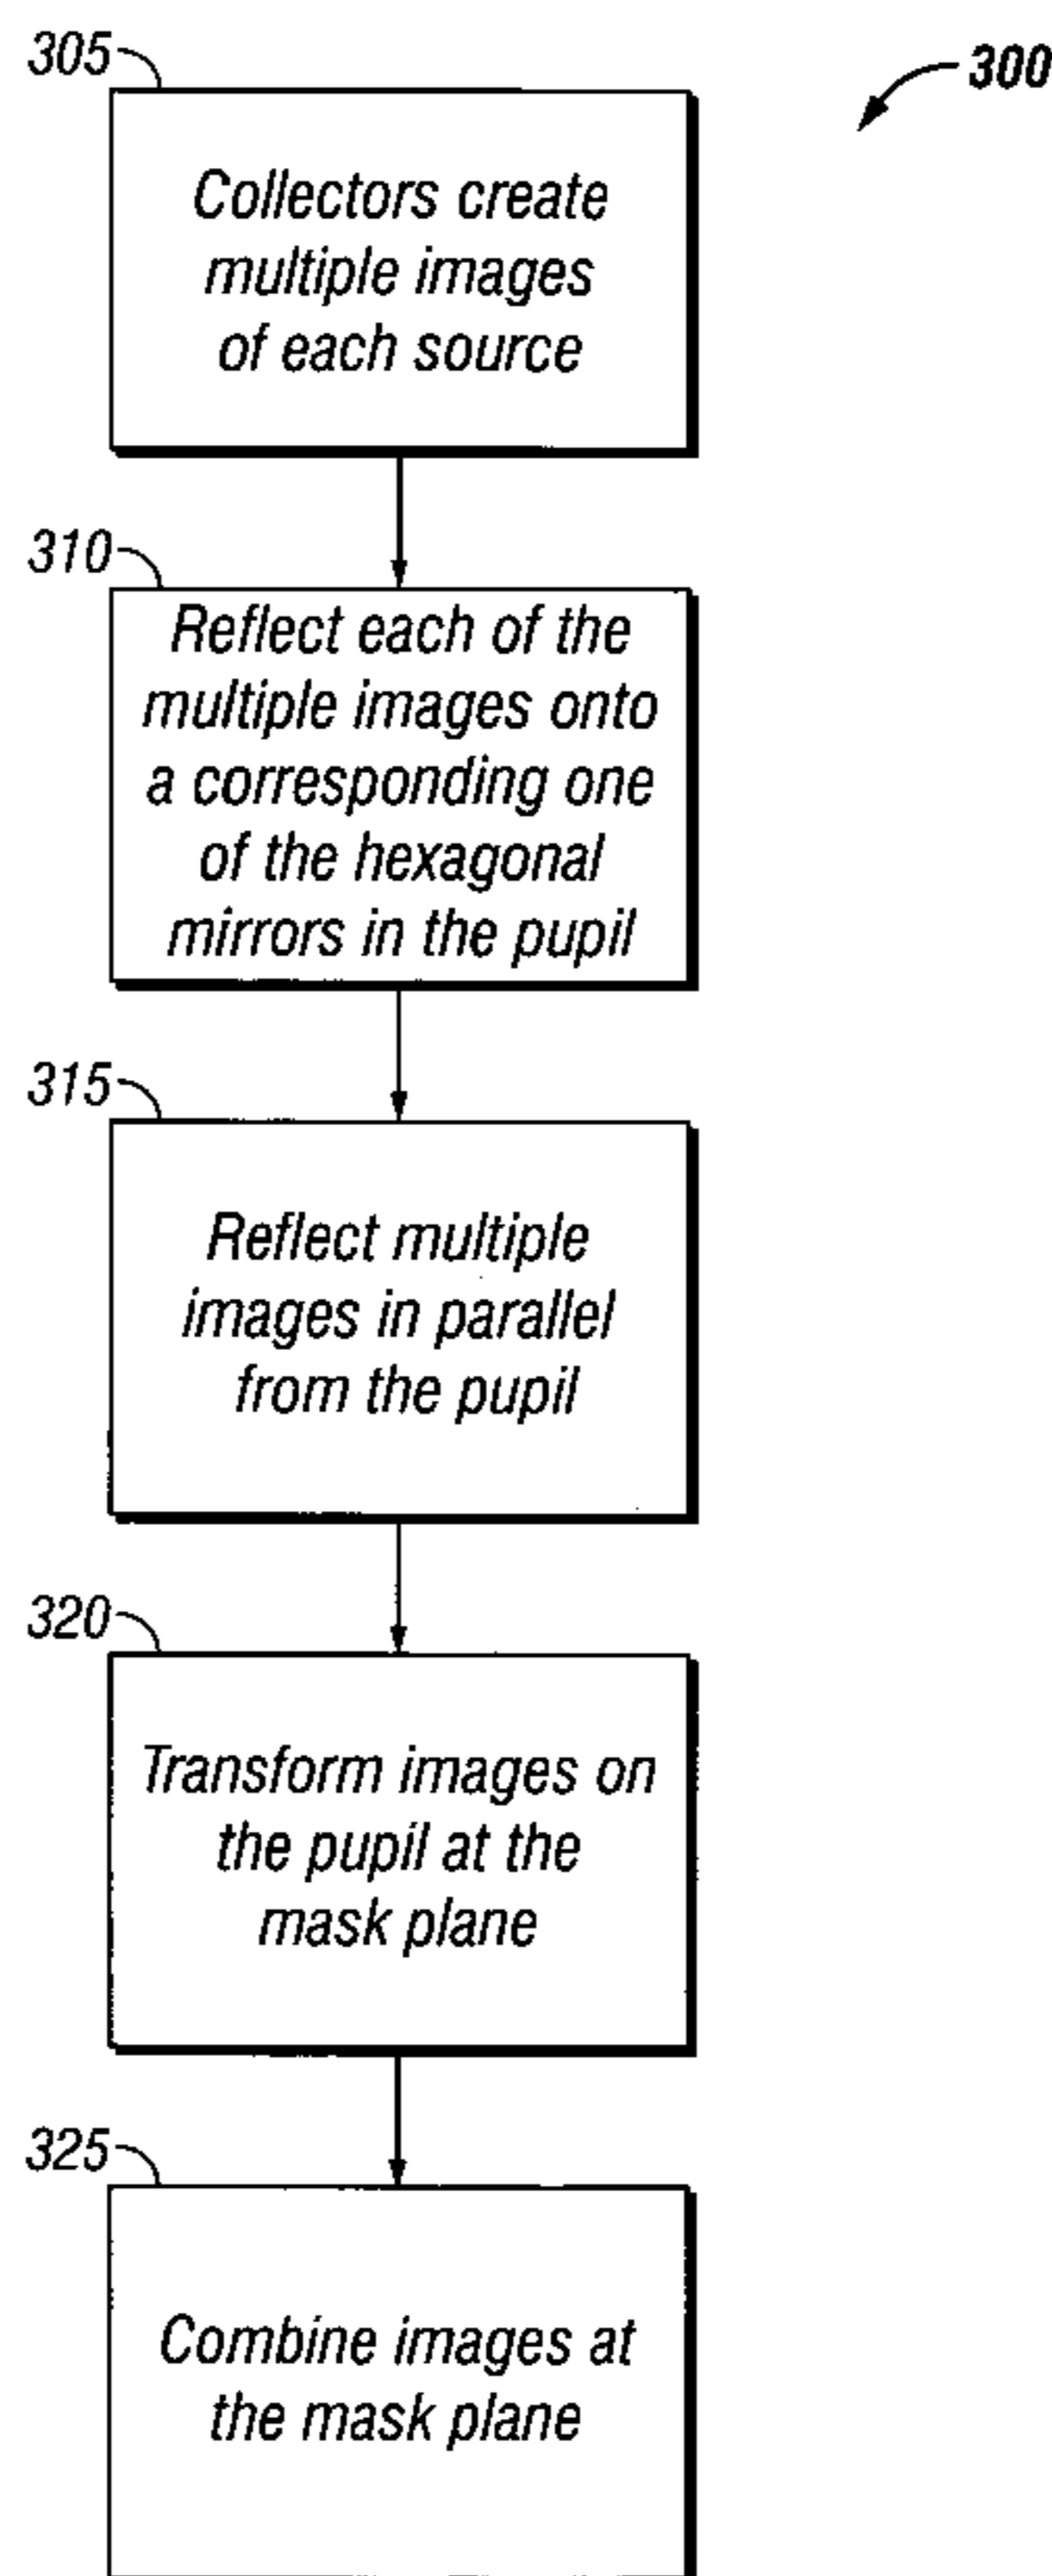 300
305
Collectors create
multiple images
of each source
310
Reflect each of the
multiple images onto
a corresponding one
of the hexagonal
mirrors in the pupil
315
Reflect multiple
images in parallel
from the pupil
320
Transform images on
the pupil at the
mask plane
325
Combine images at
the mask plane